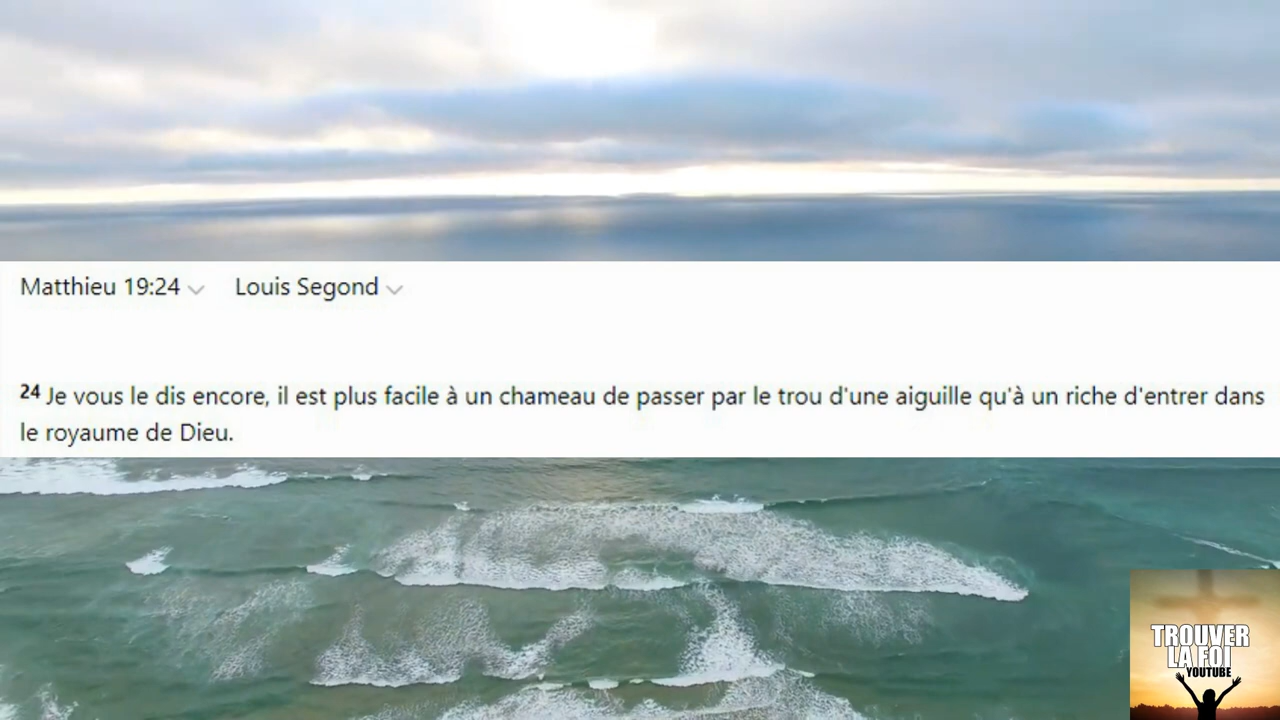 Matthieu 19:24 Louis Segond
24 Je vous le dis encore, il est plus facile à un chameau de passer par le trou d'une aiguille qu'à un riche d'entrer dans
le royaume de Dieu.
TROUVER
LA FOI
YOUTUBE